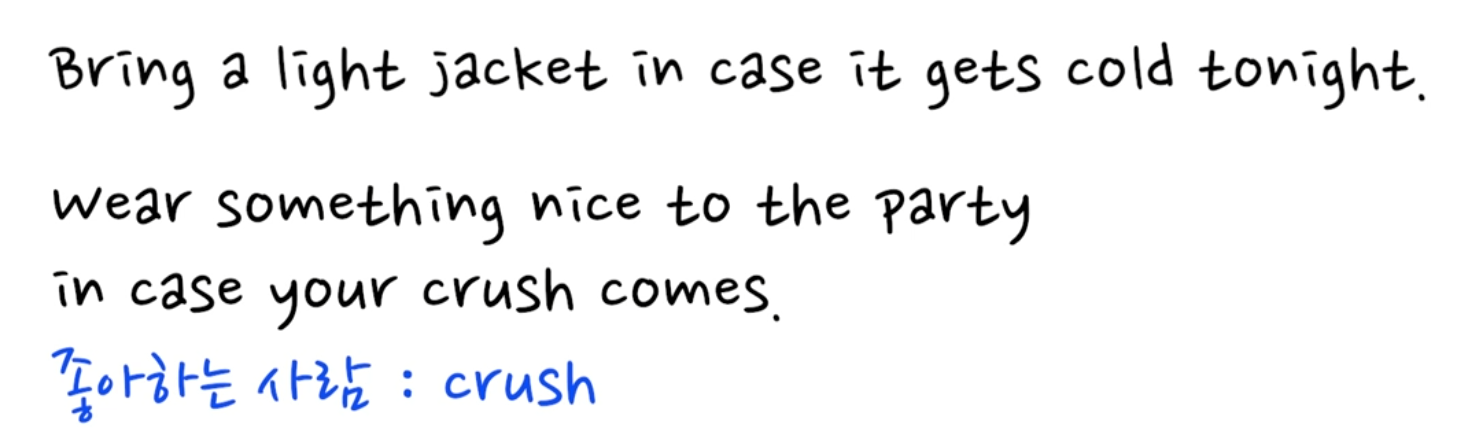 Bring a light jacket in case it gets cold tonight.
Wear something nice to the party
in case your crush comes.
좋아하는 사람 : crush